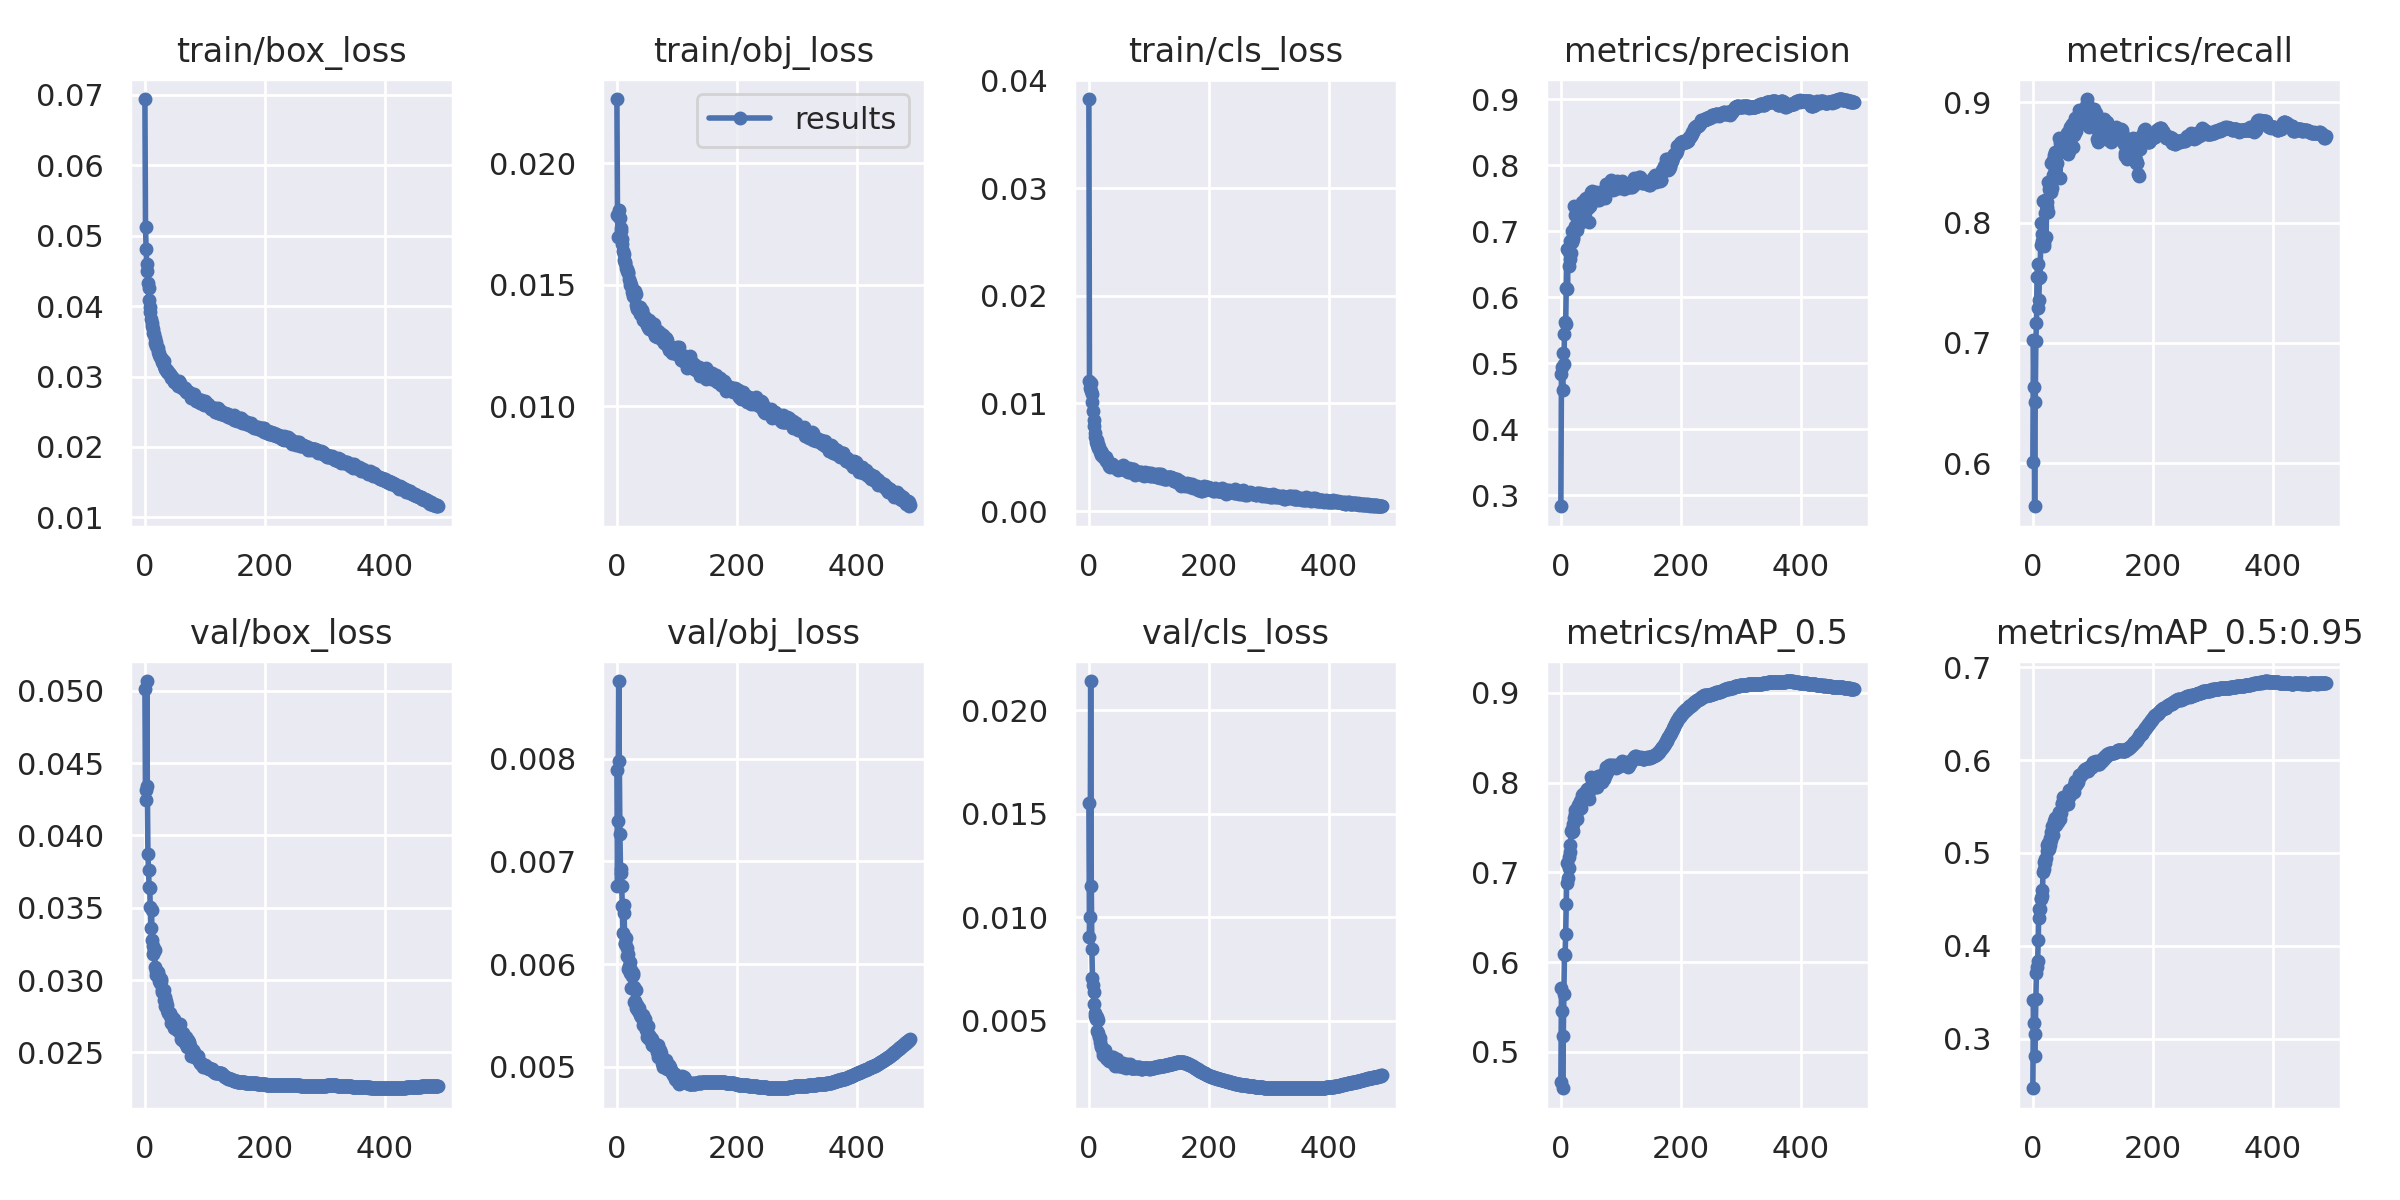 train/box_loss
0.07
0.06
0.05
0.04
0.03
0.02
0.01
0 200 400
train/obj_loss
results
0.020
0.015
0.010
0 200 400
train/cls_loss
0.04
0.03
0.02
0.01
0.00
0 200 400
metrics/precision
0.9
0.8
0.7
0.6
0.5
0.4
0.3
0 200 400
metrics/recall
0.9
0.8
0.7
0.6
0 200 400
val/box_loss
0.050
0.045
0.040
0.035
0.030
0.025
0 200 400
val/obj_loss
0.008
0.007
0.006
0.005
0 200 400
val/cls_loss
0.020
0.015
0.010
0.005
0 200 400
metrics/mAP_0.5
0.9
0.8
0.7
0.6
0.5
0 200 400
metrics/mAP_0.5:0.95
0.7
0.6
0.5
0.4
0.3
0 200 400